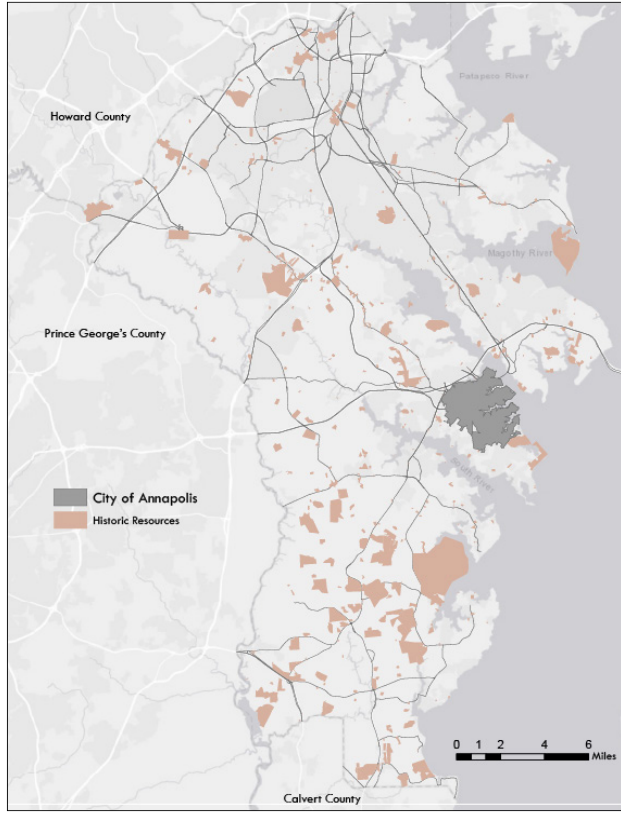 Patapsco River
Howard County
Magothy River
Prince George's County
South River
City of Annapolis
Historic Resources
0 1 2 4 6
Miles
Calvert County